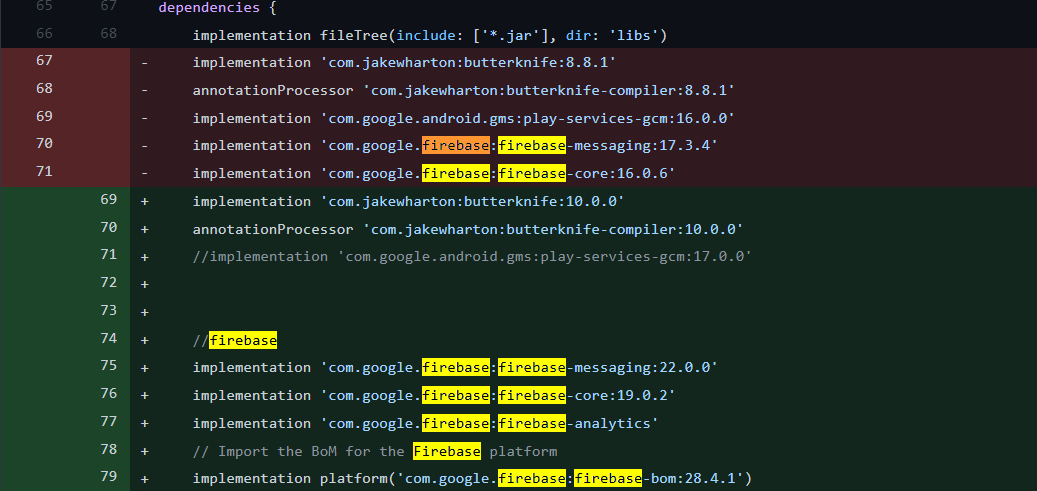 65 67 dependencies {
66 68 implementation fileTree(include: ['*.jar'], dir: 'libs')
67 - implementation 'com.jakewharton:butterknife:8.8.1'
68 - annotationProcessor 'com.jakewharton:butterknife-compiler:8.8.1'
69 - implementation 'com.google.android.gms:play-services-gcm:16.0.0'
70 - implementation 'com.google.firebase:firebase-messaging:17.3.4'
71 - implementation 'com.google.firebase:firebase-core:16.0.6'
69 + implementation 'com.jakewharton:butterknife:10.0.0'
70 + annotationProcessor 'com.jakewharton:butterknife-compiler:10.0.0'
71 + //implementation 'com.google.android.gms:play-services-gcm:17.0.0'
72 +
73 +
74 + //firebase
75 + implementation 'com.google.firebase:firebase-messaging:22.0.0'
76 + implementation 'com.google.firebase:firebase-core:19.0.2'
77 + implementation 'com.google.firebase:firebase-analytics'
78 + // Import the BoM for the Firebase platform
79 + implementation platform('com.google.firebase:firebase-bom:28.4.1')